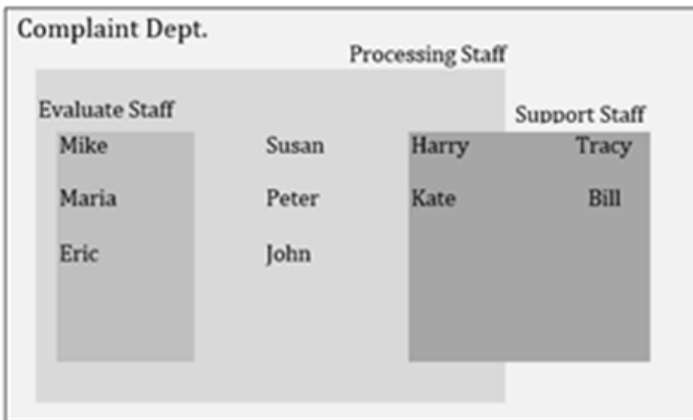 Complaint Dept.
Processing Staff
Evaluate Staff
Support Staff
Mike Susan Harry Tracy
Maria Peter Kate Bill
Eric John